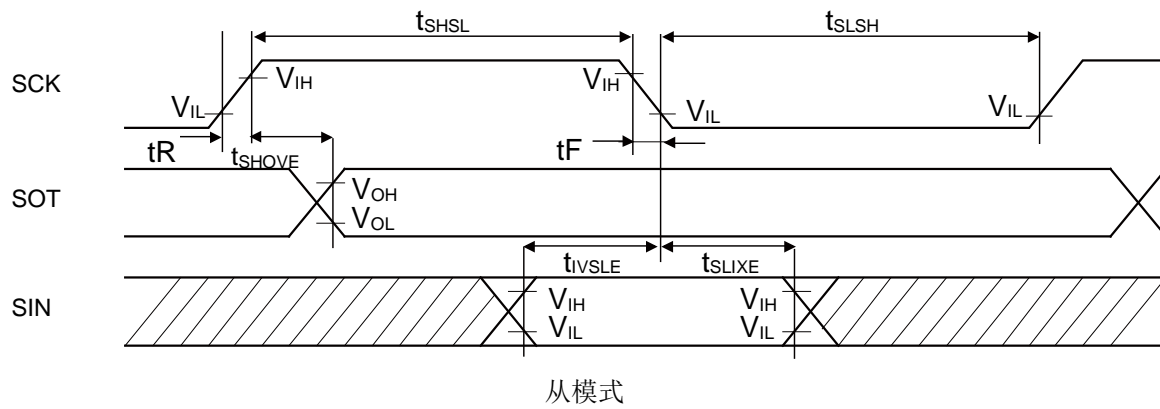 tSHSL tSLSH
SCK VIH VIH
VIL VIL VIL
tR tSHOVE tF
SOT VOH
VOL
tIVSLE tSLIXE
SIN VIH VIH
VIL VIL
从模式